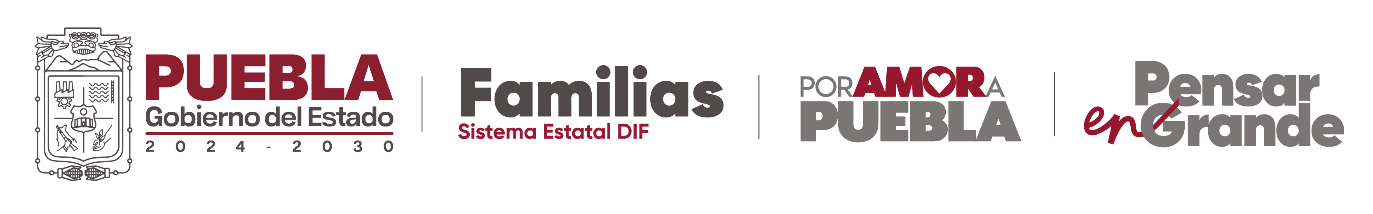 PUEBLA
Gobierno del Estado
2024-2030
Familias
Sistema Estatal DIF
POR AMOR A
PUEBLA
Pensar
en Grande